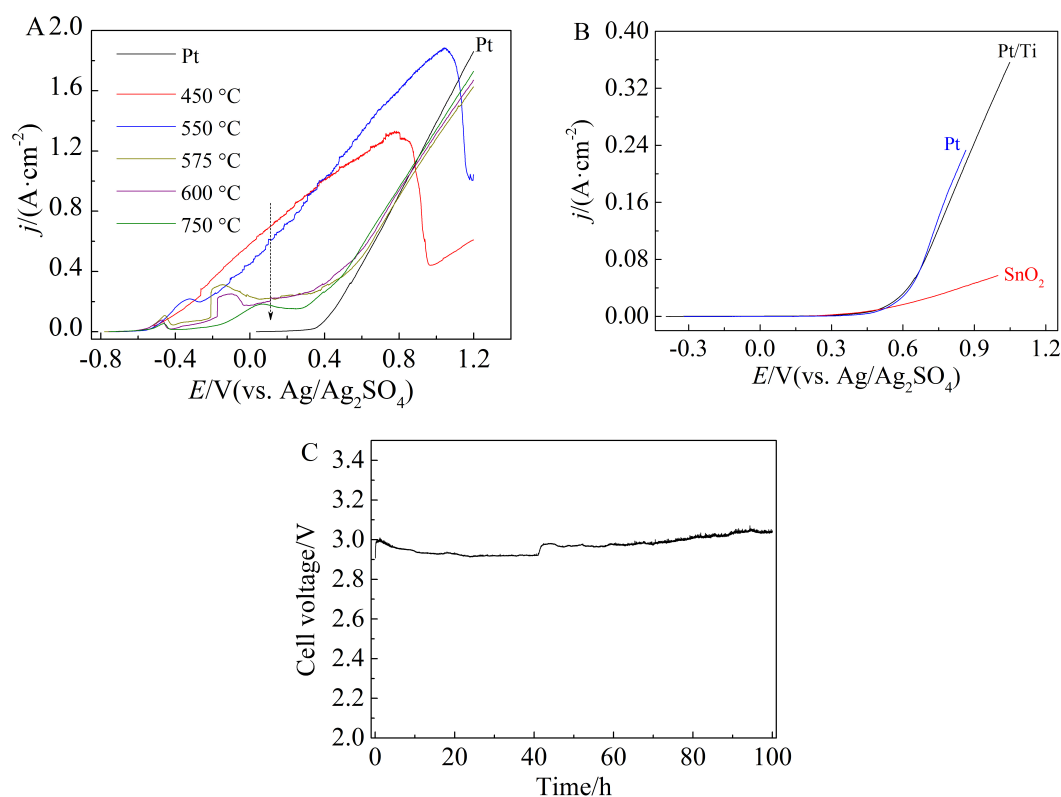 A
2.0
1.6
1.2
0.8
0.4
0.0
j/(A·cm-2)
Pt
450 °C
550 °C
575 °C
600 °C
750 °C
Pt
-0.8 -0.4 0.0 0.4 0.8 1.2
E/V(vs. Ag/Ag2SO4)
B
0.40
0.32
0.24
0.16
0.08
0.00
j/(A·cm-2)
Pt/Ti
Pt
SnO2
-0.3 0.0 0.3 0.6 0.9 1.2
E/V(vs. Ag/Ag2SO4)
C
3.4
3.2
3.0
2.8
2.6
2.4
2.2
2.0
Cell voltage/V
0 20 40 60 80 100
Time/h